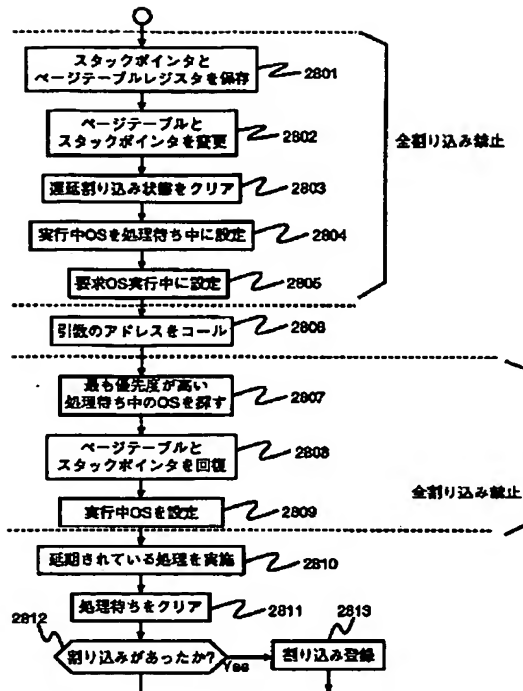 スタックポインタと
ページテーブルレジスタを保存
2801
ページテーブルと
スタックポインタを変更
2802
全割り込み禁止
遅延割り込み状態をクリア
2803
実行中OSを処理待ち中に設定
2804
要求OS実行中に設定
2805
引数のアドレスをコール
2806
最も優先度が高い
処理待ち中のOSを探す
2807
ページテーブルと
スタックポインタを回復
2808
全割り込み禁止
実行中OSを設定
2809
延期されている処理を実施
2810
処理待ちをクリア
2811
2812
2813
割り込みがあったか?
Yes
割り込み登録